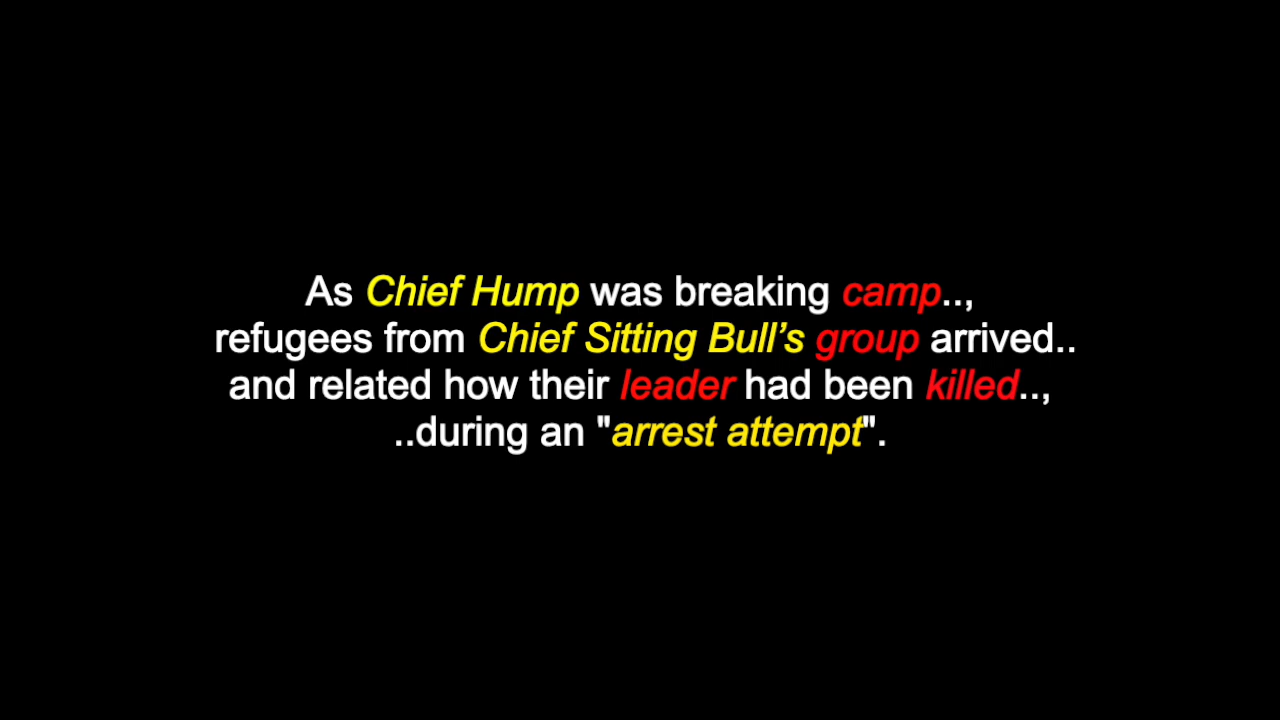 As Chief Hump was breaking camp..,
refugees from Chief Sitting Bull’s group arrived..
and related how their leader had been killed..,
..during an "arrest attempt".